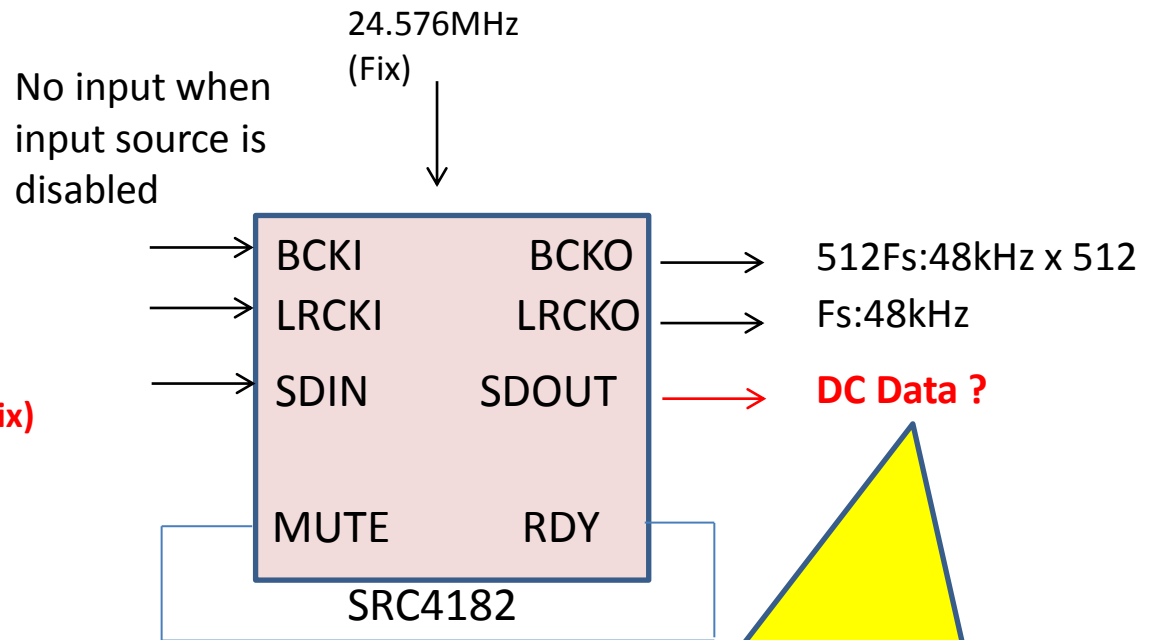 24.576MHz
(Fix)
No input when
input source is
disabled
BCKI
BCKO
512Fs:48kHz x 512
LRCKI
LRCKO
Fs:48kHz
SDIN
SDOUT
DC Data ?
ix)
MUTE
RDY
SRC4182